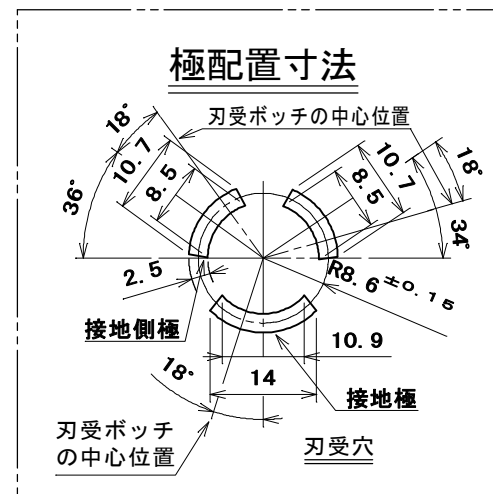 極配置寸法
刃受ボッチの中心位置
18°
10.7
8.5
36°
10.7
8.5
18°
34°
2.5
R8.6 ±0.15
接地側極
10.9
14
接地極
18°
刃受ボッチ
の中心位置
刃受穴